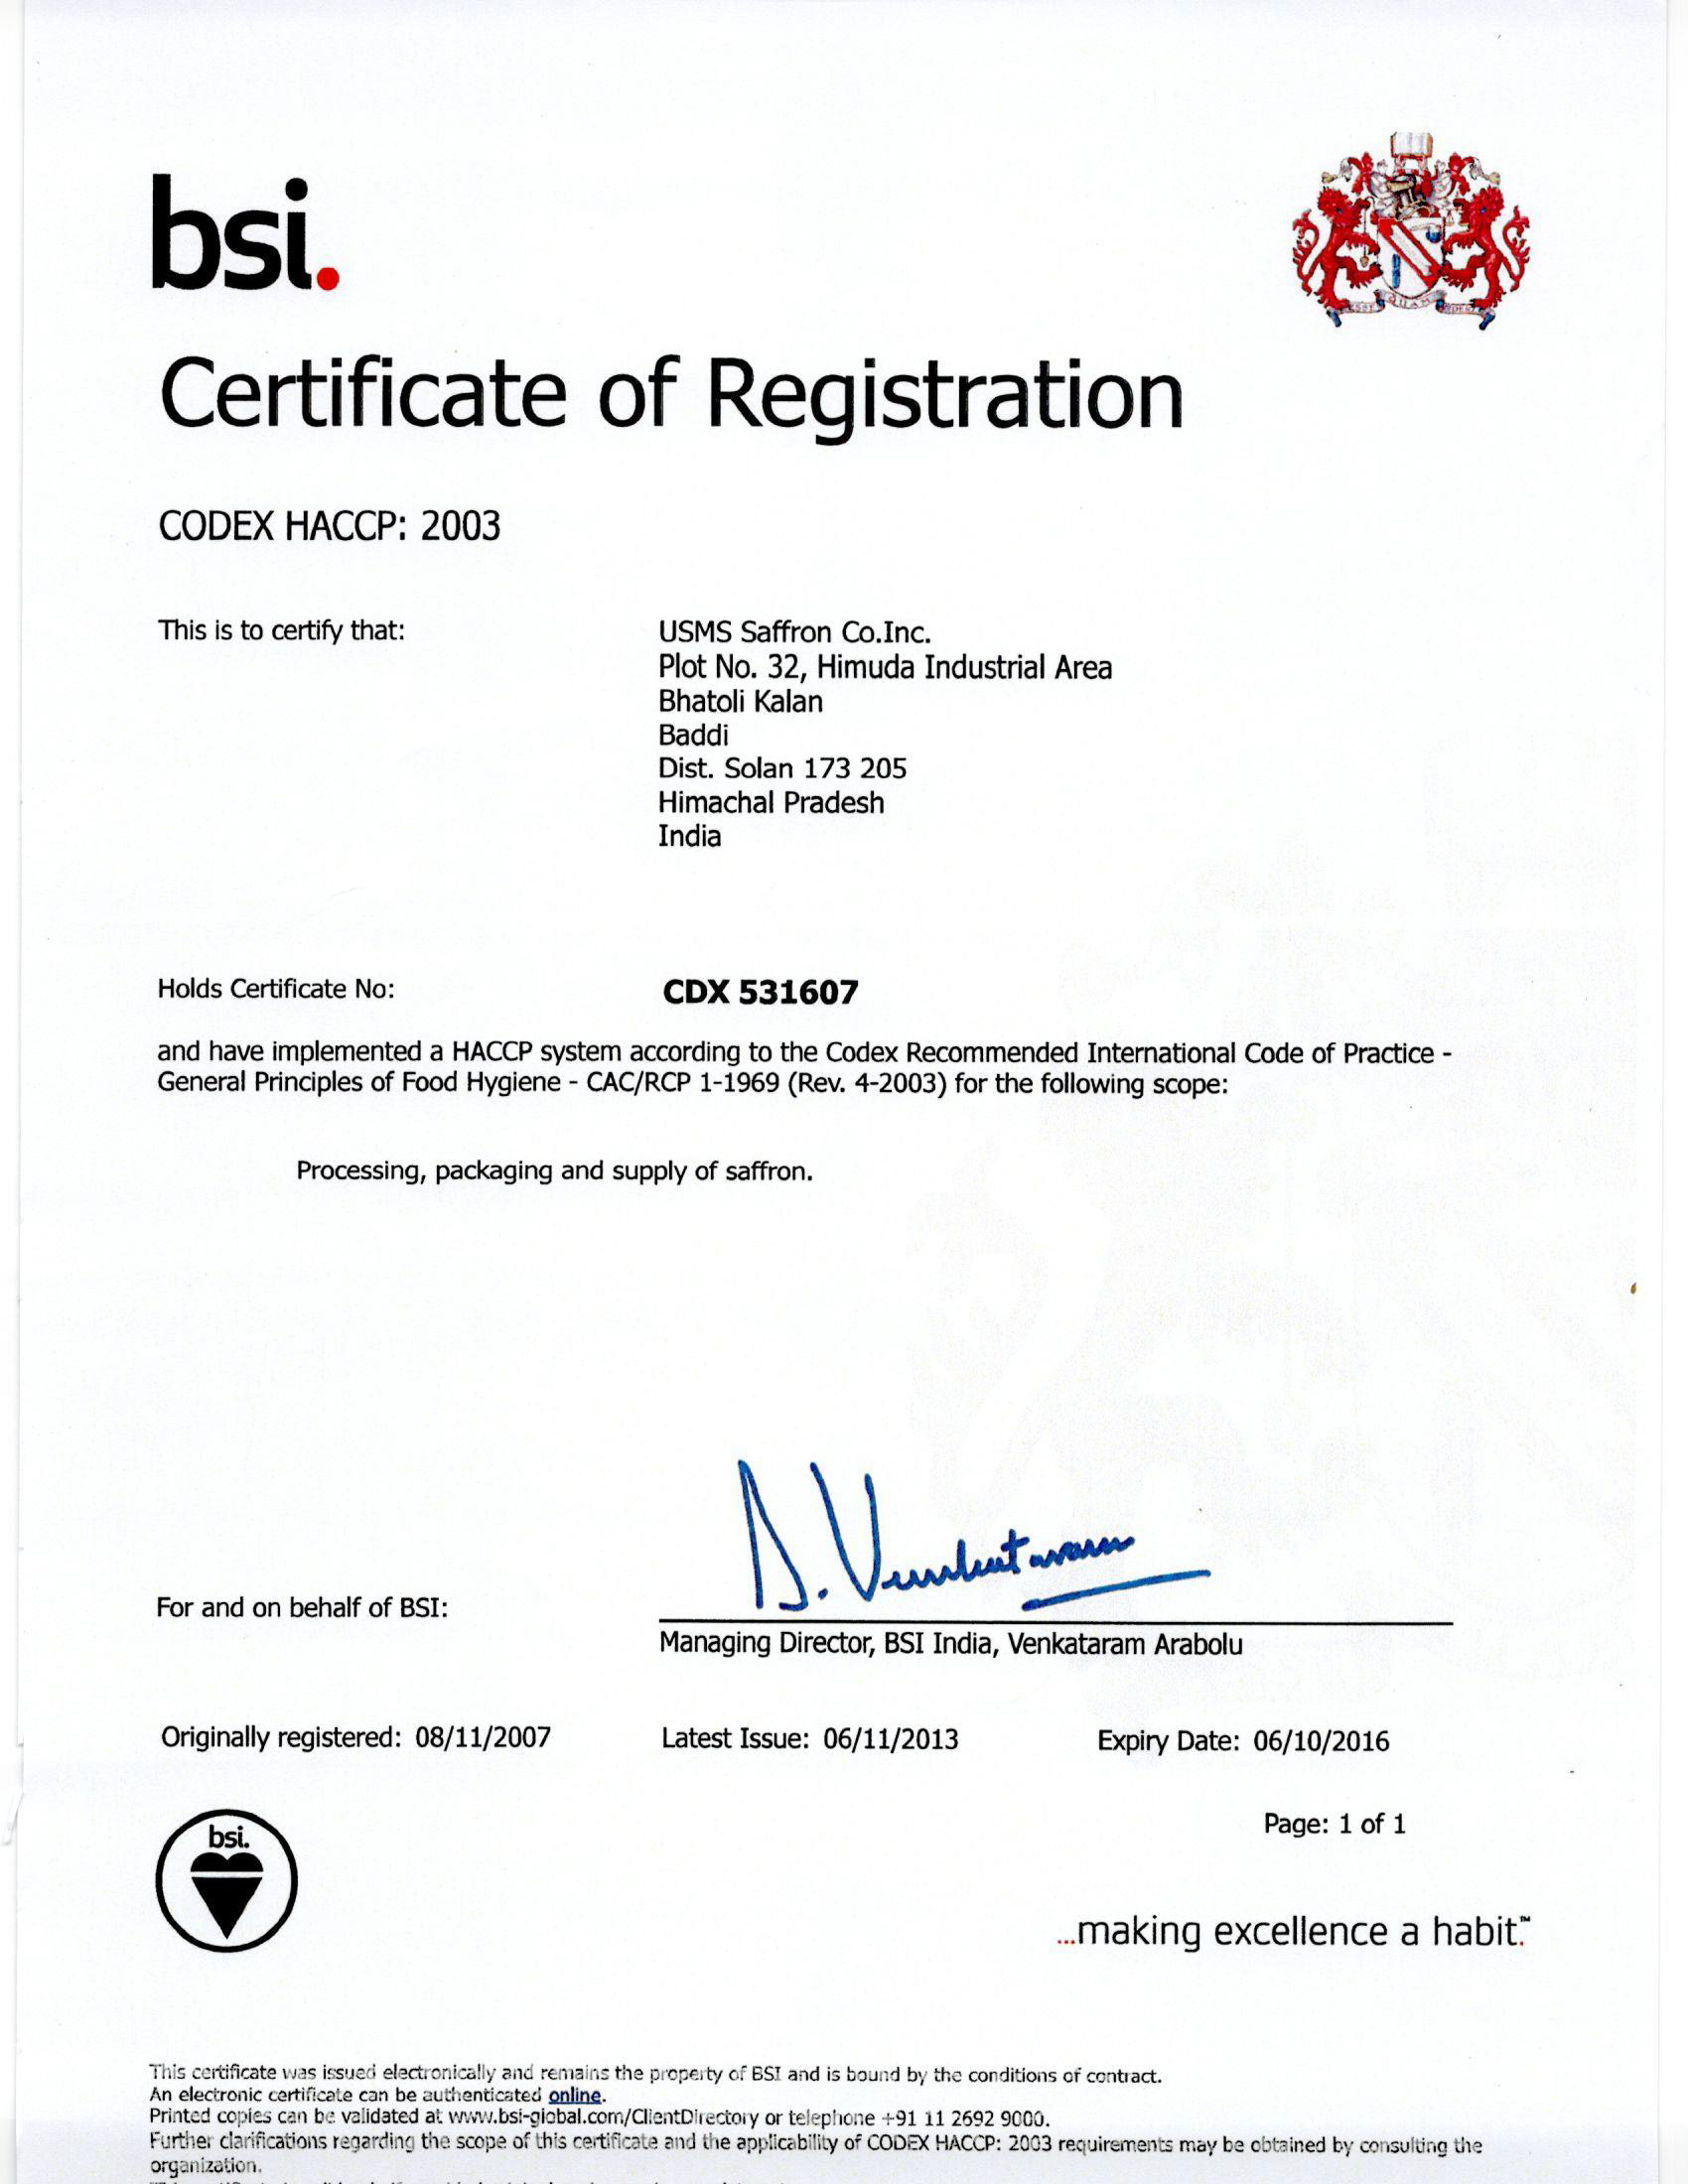 bsi.
QUAM
Certificate of Registration
CODEX HACCP: 2003
This is to certify that:
USMS Saffron Co.Inc.
Plot No. 32, Himuda Industrial Area
Bhatoli Kalan
Baddi
Dist. Solan 173 205
Himachal Pradesh
India
Holds Certificate No:
CDX 531607
and have implemented a HACCP system according to the Codex Recommended International Code of Practice -
General Principles of Food Hygiene - CAC/RCP 1-1969 (Rev. 4-2003) for the following scope:
Processing, packaging and supply of saffron.
For and on behalf of BSI:
Managing Director, BSI India, Venkataram Arabolu
Originally registered: 08/11/2007
Latest Issue: 06/11/2013
Expiry Date: 06/10/2016
Page: 1 of 1
bsi.
...making excellence a habit.™
This certificate was issued electronically and remains the property of BSI and is bound by the conditions of contract.
An electronic certificate can be authenticated online.
Printed copies can be validated at www.bsi-global.com/ClientDirectory or telephone +91 11 2692 9000.
Further clarifications regarding the scope of this certificate and the applicability of CODEX HACCP: 2003 requirements may be obtained by consulting the
organization.